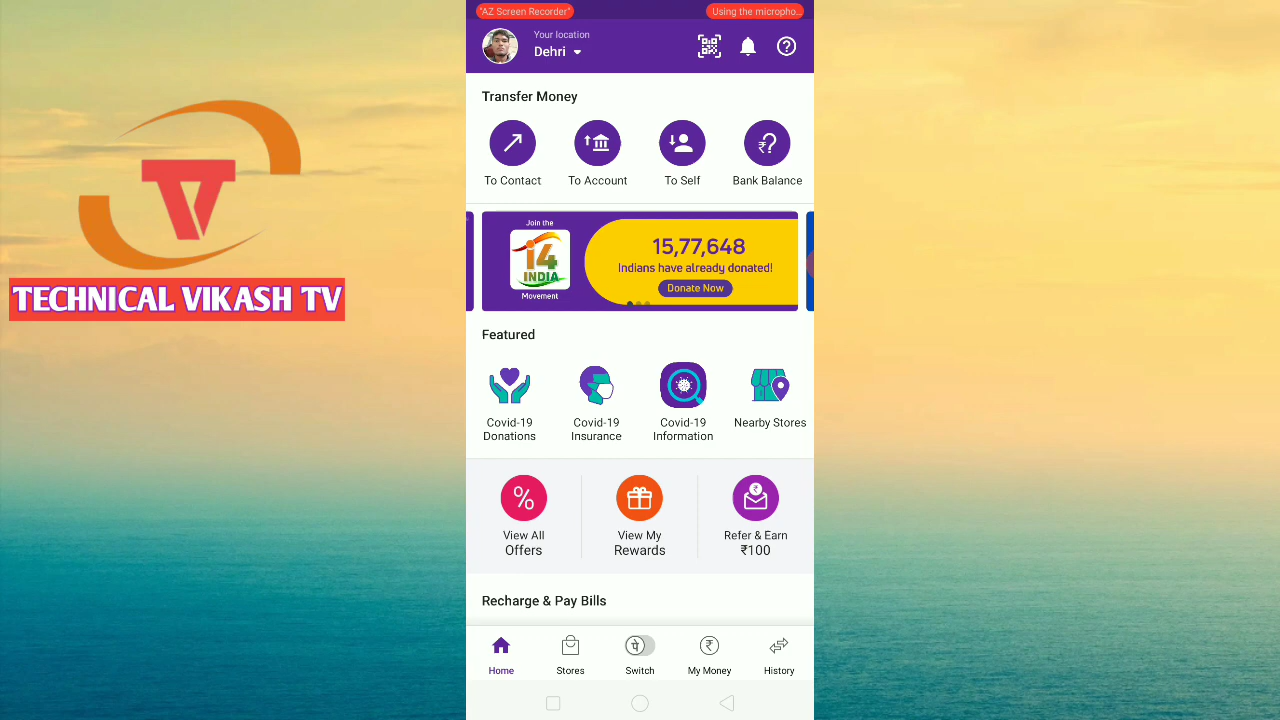 "AZ Screen Recorder"
Using the micropho...
Your location
Dehri
Transfer Money
To Contact
To Account
To Self
Bank Balance
Join the
i4
INDIA
Movement
15,77,648
Indians have already donated!
Donate Now
TECHNICAL VIKASH TV
Featured
Covid-19
Donations
Covid-19
Insurance
Covid-19
Information
Nearby Stores
View All
Offers
View My
Rewards
Refer & Earn
₹100
Recharge & Pay Bills
पे
Home
Stores
Switch
My Money
History